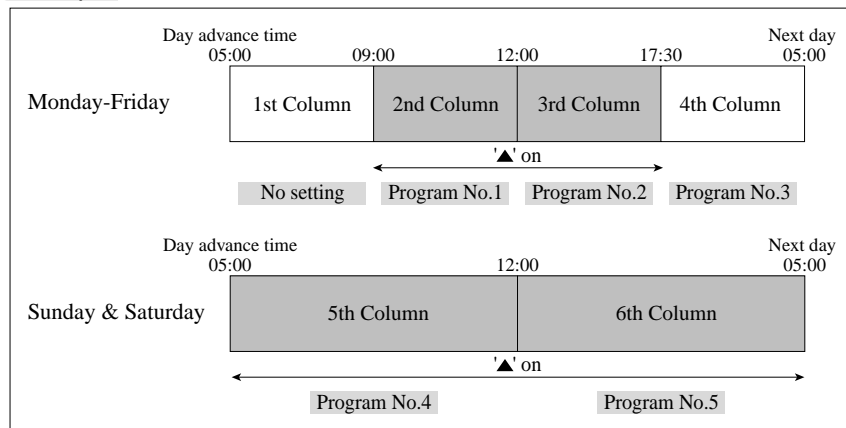 Day advance time Next day
05:00 09:00 12:00 17:30 05:00
Monday-Friday 1st Column 2nd Column 3rd Column 4th Column
'▲' on
No setting Program No.1 Program No.2 Program No.3
Day advance time Next day
05:00 12:00 05:00
Sunday & Saturday 5th Column 6th Column
'▲' on
Program No.4 Program No.5